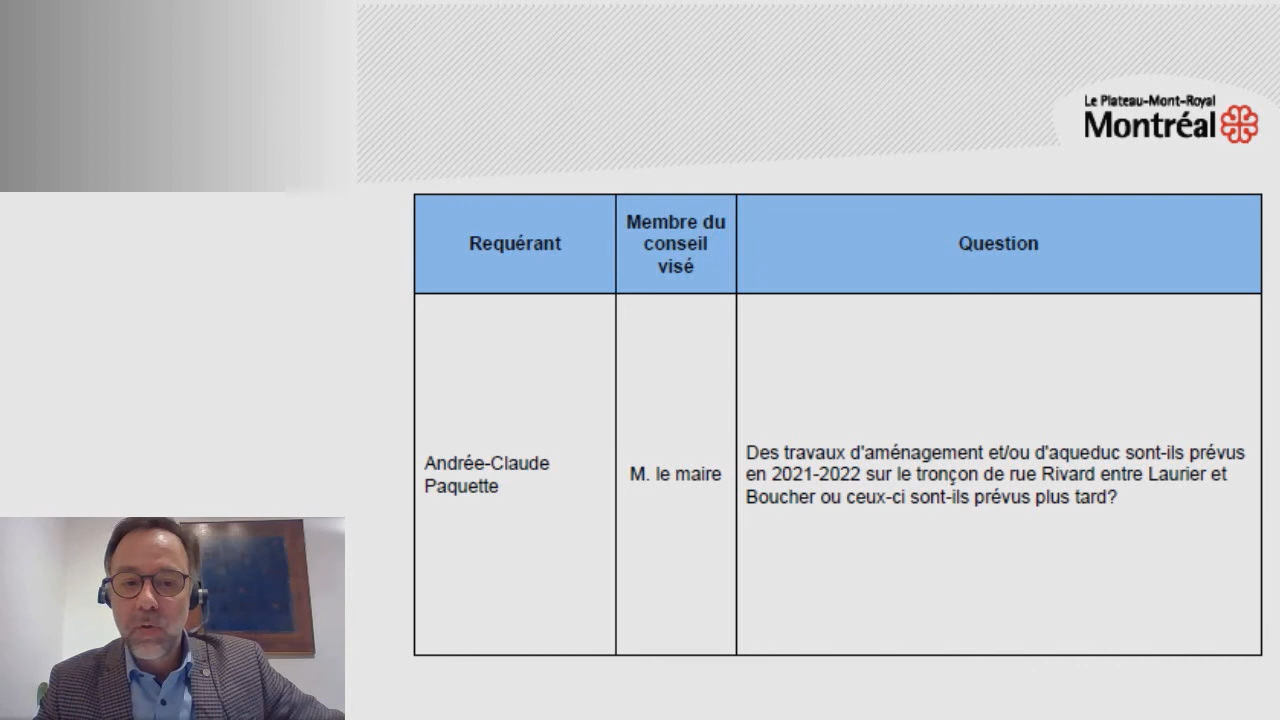 Le Plateau-Mont-Royal
Montréal
Requérant
Membre du
conseil
visé
Question
Andrée-Claude
Paquette
M. le maire
Des travaux d'aménagement et/ou d'aqueduc sont-ils prévus
en 2021-2022 sur le tronçon de rue Rivard entre Laurier et
Boucher ou ceux-ci sont-ils prévus plus tard?